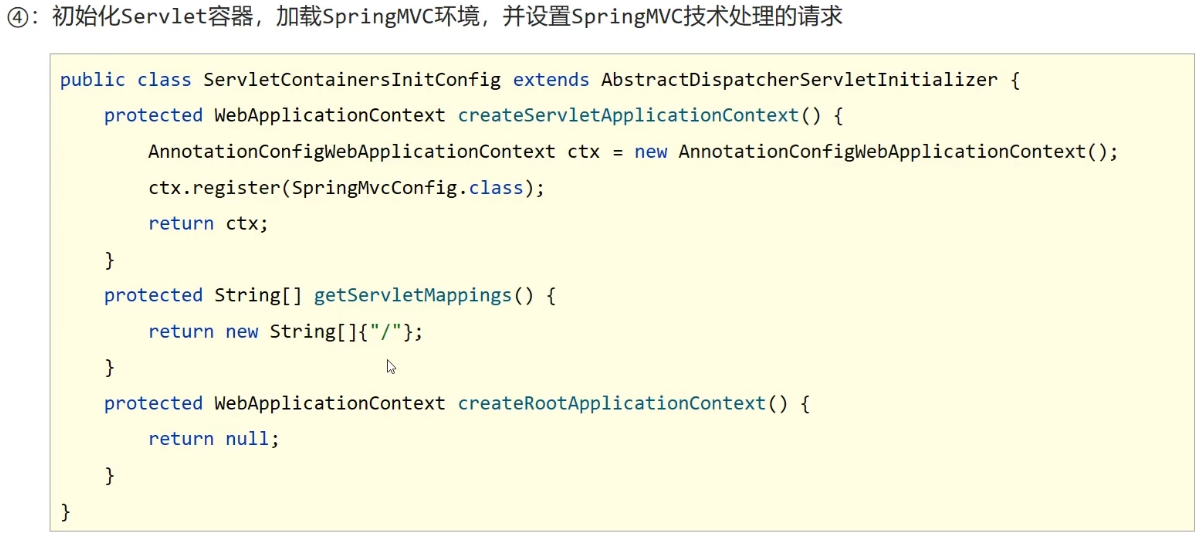 ④：初始化Servlet容器，加载SpringMVC环境，并设置SpringMVC技术处理的请求
public class ServletContainersInitConfig extends AbstractDispatcherServletInitializer {
    protected WebApplicationContext createServletApplicationContext() {
        AnnotationConfigWebApplicationContext ctx = new AnnotationConfigWebApplicationContext();
        ctx.register(SpringMvcConfig.class);
        return ctx;
    }
    protected String[] getServletMappings() {
        return new String[]{"/"};
    }
    protected WebApplicationContext createRootApplicationContext() {
        return null;
    }
}